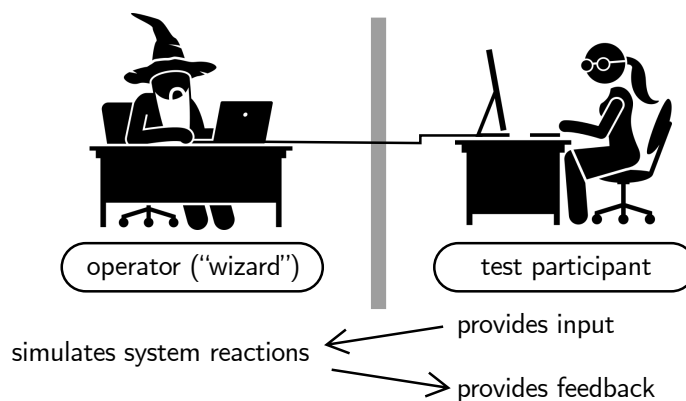 operator (“wizard”)
test participant
provides input
simulates system reactions
provides feedback